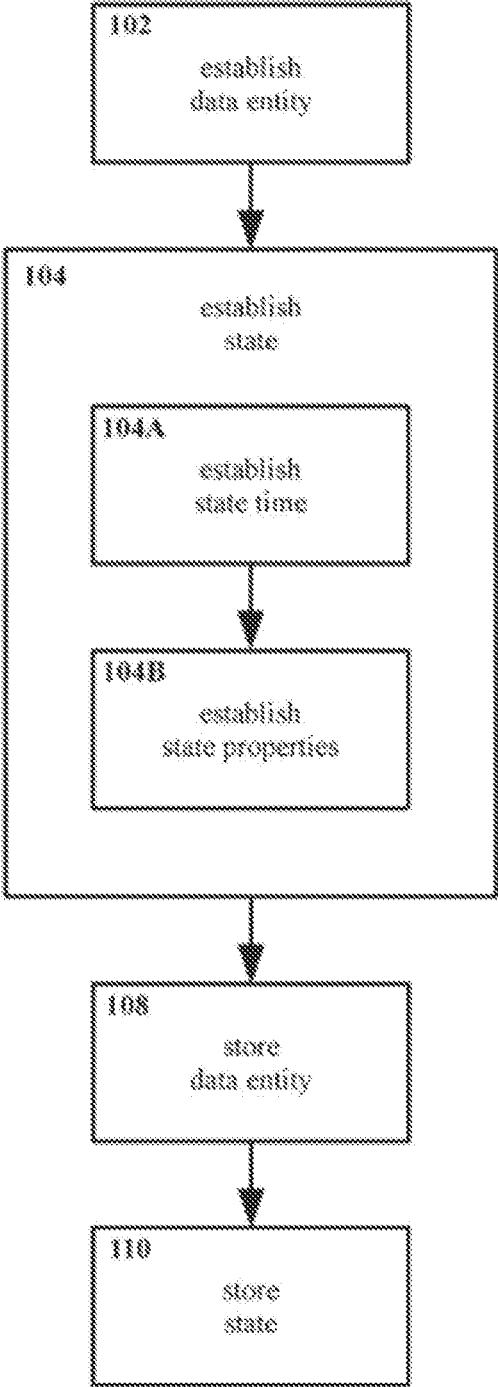 102
establish
data entity
104
establish
state
104A
establish
state time
104B
establish
state properties
108
store
data entity
110
store
state